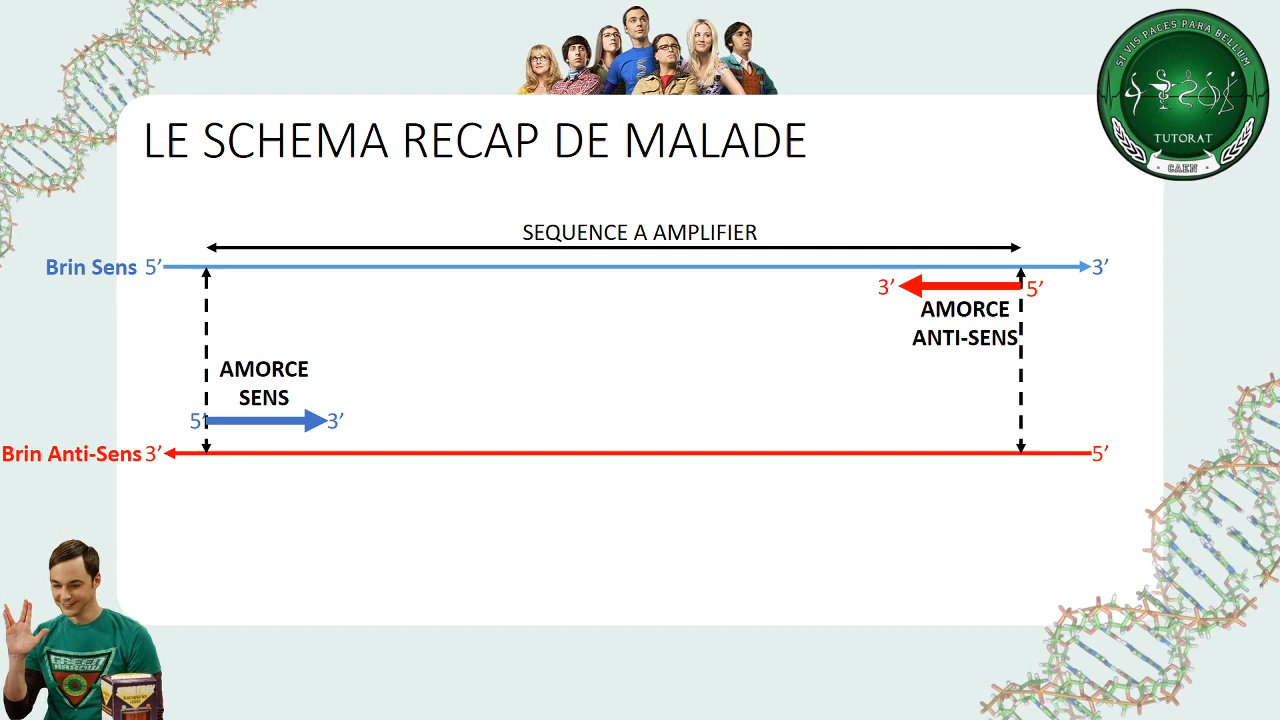 SI VIS PACES PARA BELLUM
TUTORAT
CAEN
LE SCHEMA RECAP DE MALADE
SEQUENCE A AMPLIFIER
Brin Sens 5’ 3’
3’ 5’
AMORCE
ANTI-SENS
AMORCE
SENS
5’ 3’
Brin Anti-Sens 3’ 5’
GREEN